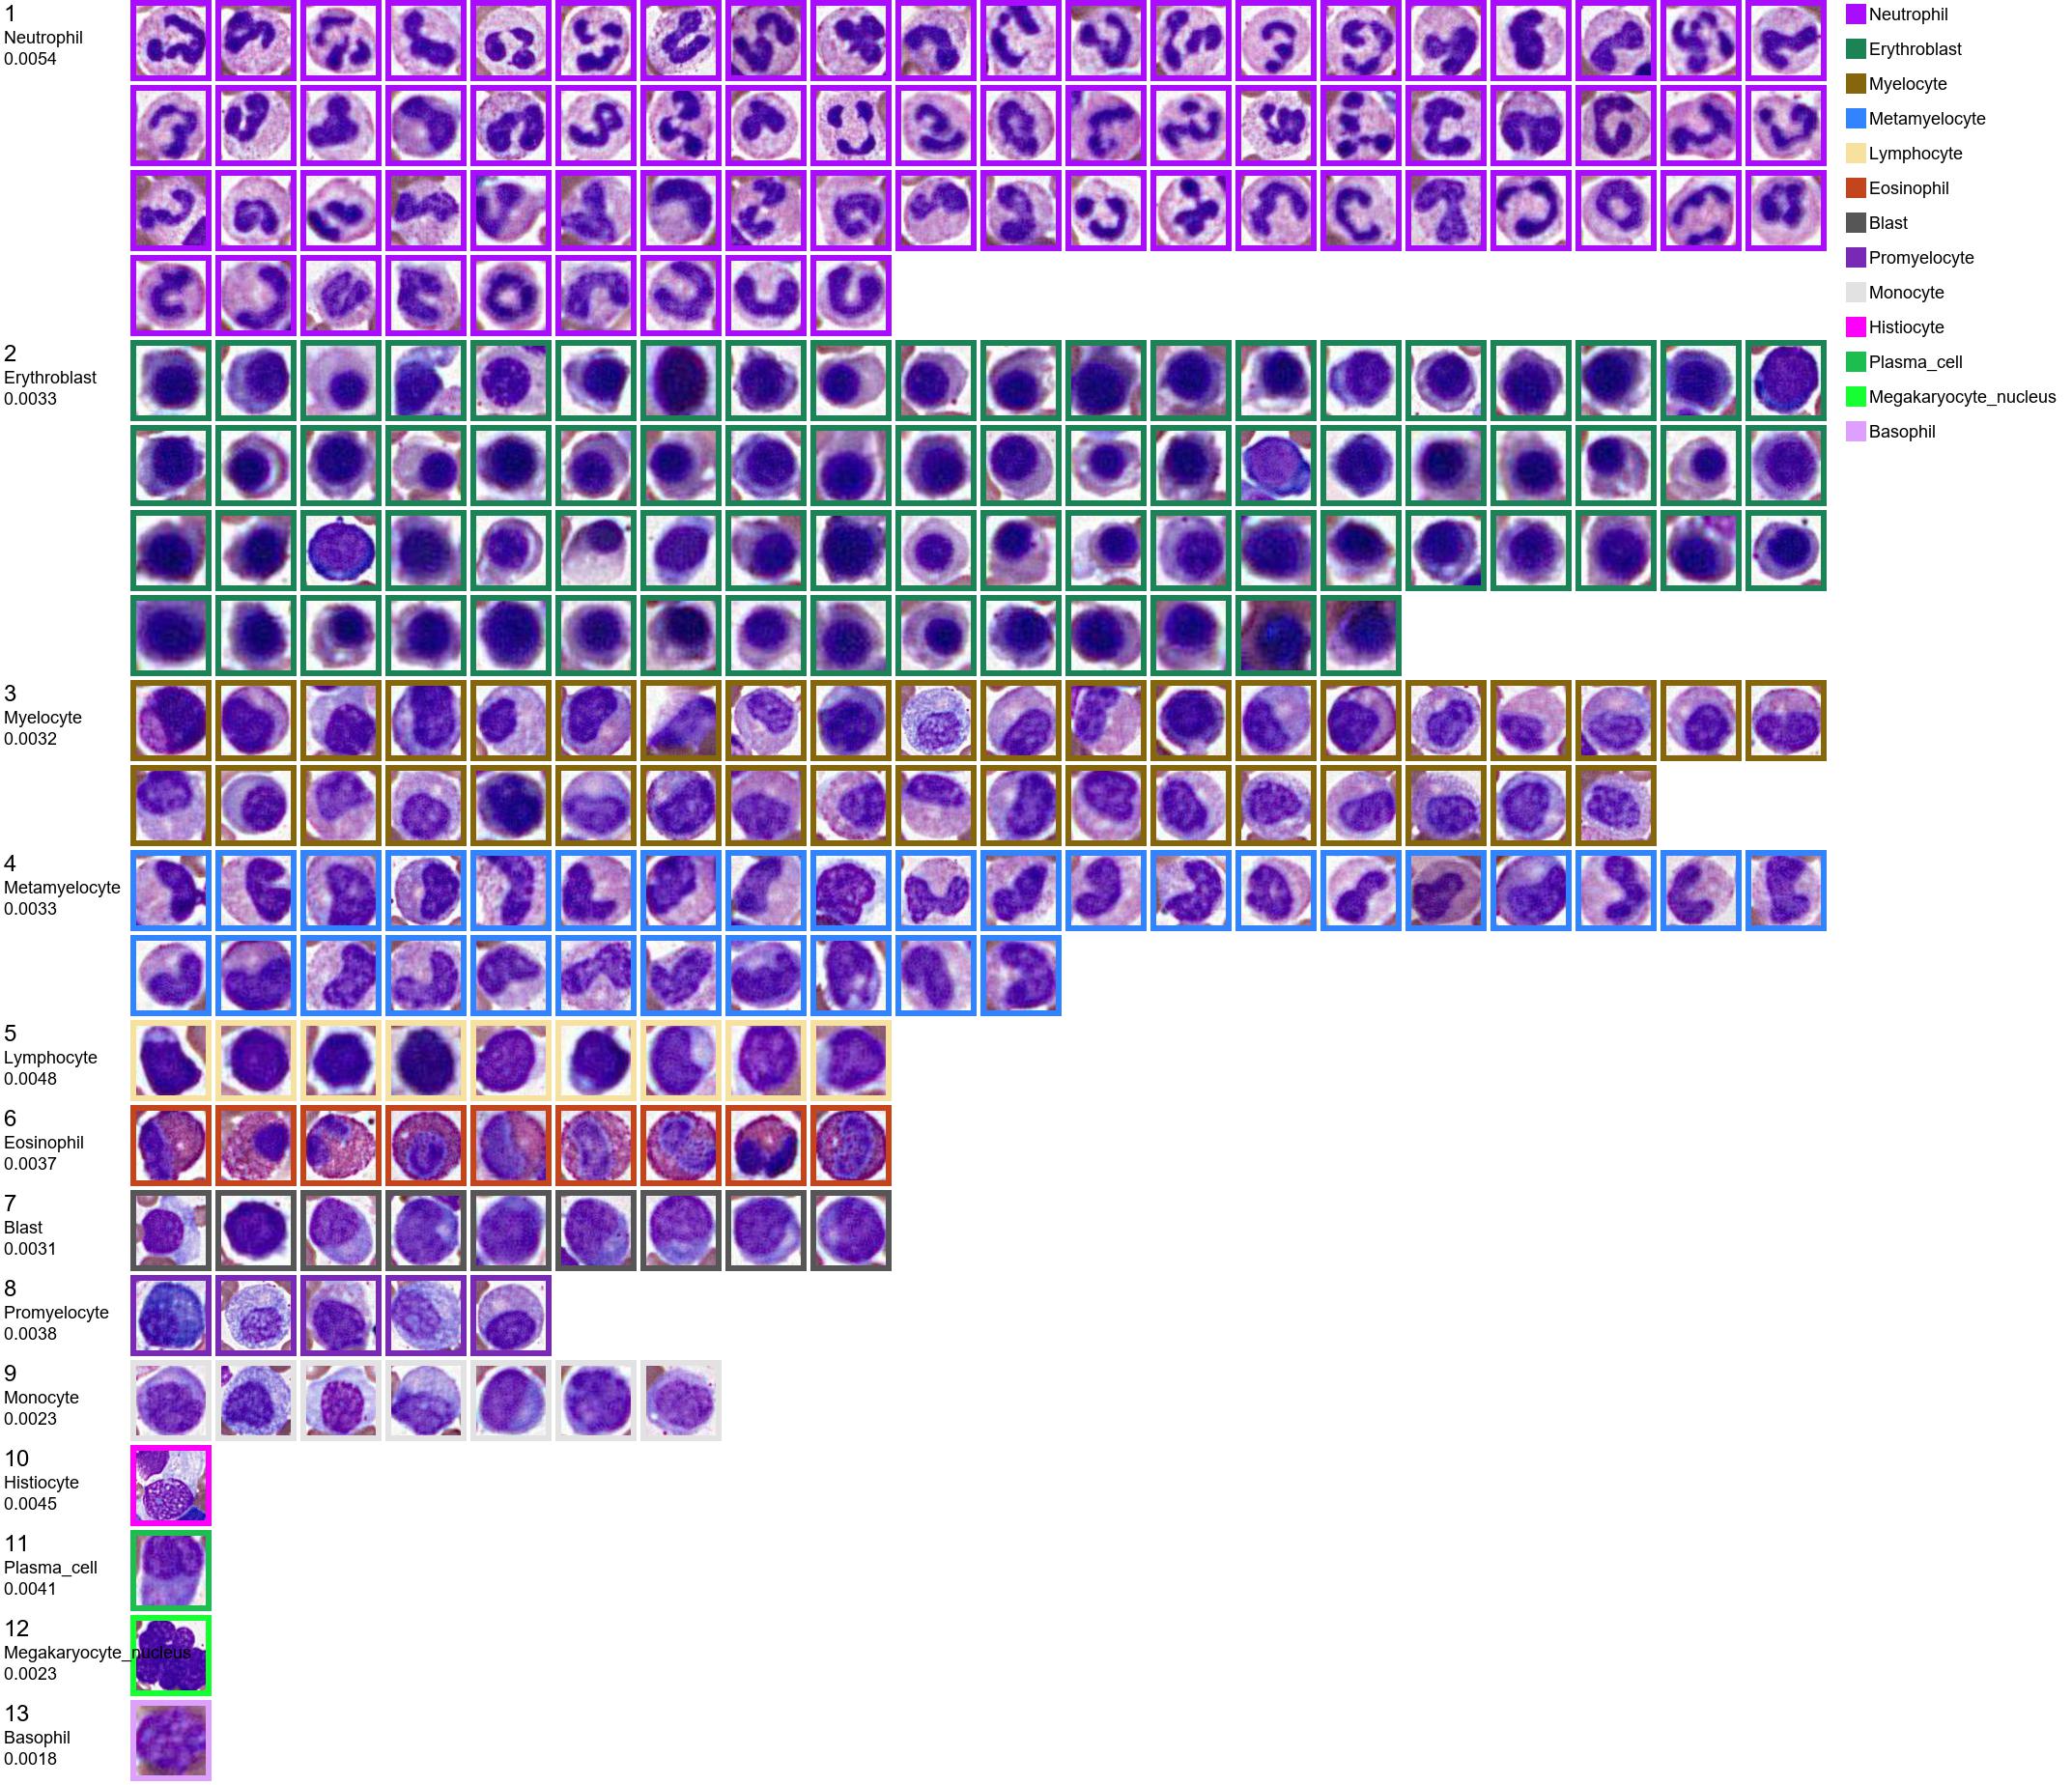 1
Neutrophil
0.0054
2
Erythroblast
0.0033
3
Myelocyte
0.0032
4
Metamyelocyte
0.0033
5
Lymphocyte
0.0048
6
Eosinophil
0.0037
7
Blast
0.0031
8
Promyelocyte
0.0038
9
Monocyte
0.0023
10
Histiocyte
0.0045
11
Plasma_cell
0.0041
12
Megakaryocyte_nucleus
0.0023
13
Basophil
0.0018
Neutrophil
Erythroblast
Myelocyte
Metamyelocyte
Lymphocyte
Eosinophil
Blast
Promyelocyte
Monocyte
Histiocyte
Plasma_cell
Megakaryocyte_nucleus
Basophil